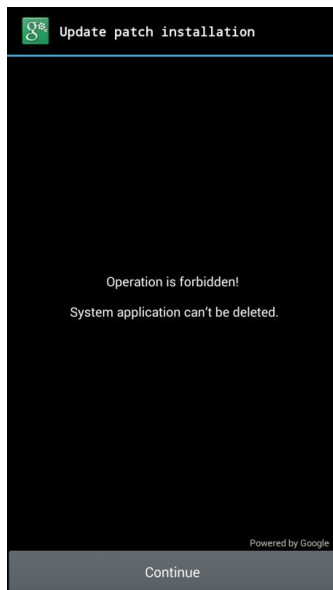 Update patch installation
Operation is forbidden!
System application can't be deleted.
Powered by Google
Continue